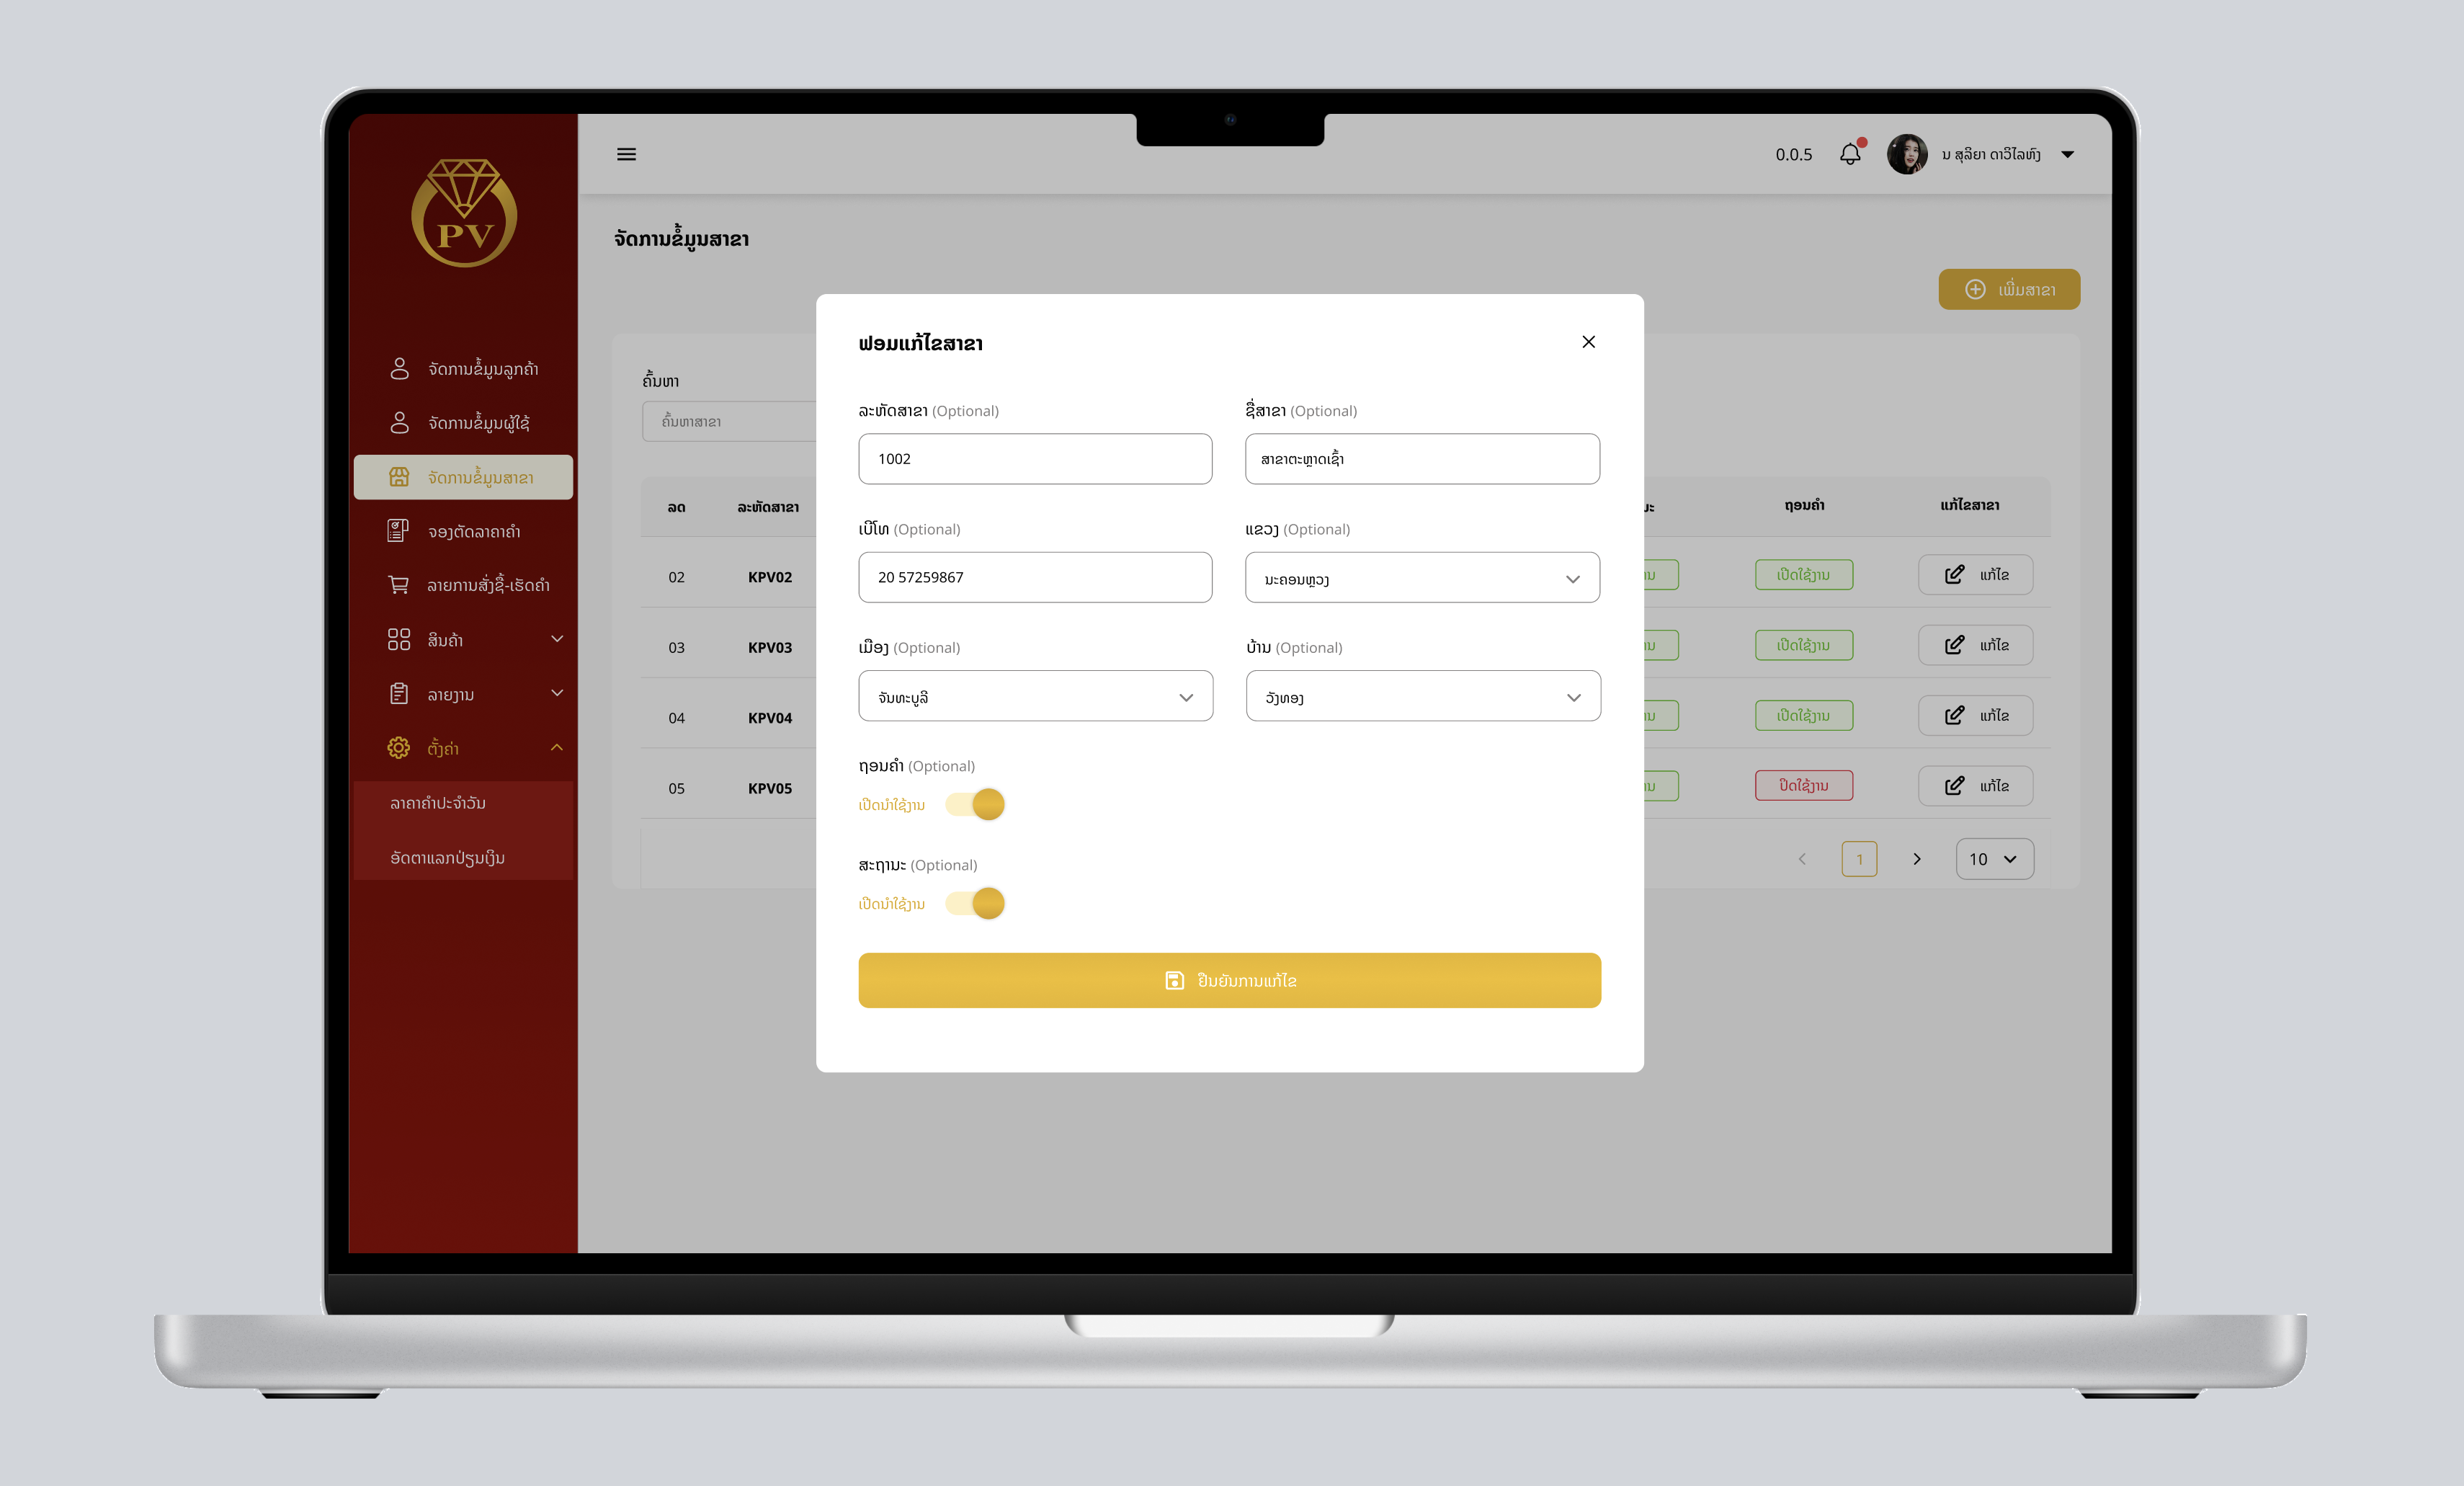 PV
ຈັດການຂໍ້ມູນລູກຄ້າ
ຈັດການຂໍ້ມູນຜູ້ໃຊ້
ຈັດການຂໍ້ມູນສາຂາ
ຈອງຕັດລາຄາຄຳ
ລາຍການສັ່ງຊື້-ເຮັດຄຳ
ສິນຄ້າ
ລາຍງານ
ຕັ້ງຄ່າ
ລາຄາຄຳປະຈຳວັນ
ອັດຕາແລກປ່ຽນເງິນ
0.0.5 ນ ສຸລິຍາ ດາວິໄລທົງ
ຈັດການຂໍ້ມູນສາຂາ
ເພີ່ມສາຂາ
ຄົ້ນຫາ
ຄົ້ນຫາສາຂາ
ລດ ລະຫັດສາຂາ ຖອນຄຳ ແກ້ໄຂສາຂາ
02 KPV02 ເປີດໃຊ້ງານ ແກ້ໄຂ
03 KPV03 ເປີດໃຊ້ງານ ແກ້ໄຂ
04 KPV04 ເປີດໃຊ້ງານ ແກ້ໄຂ
05 KPV05 ປິດໃຊ້ງານ ແກ້ໄຂ
1 10
ຟອມແກ້ໄຂສາຂາ
ລະຫັດສາຂາ (Optional) ຊື່ສາຂາ (Optional)
1002 ສາຂາຕະຫຼາດເຊົ້າ
ເບີໂທ (Optional) ແຂວງ (Optional)
20 57259867 ນະຄອນຫຼວງ
ເມືອງ (Optional) ບ້ານ (Optional)
ຈັນທະບູລີ ວັງທອງ
ຖອນຄຳ (Optional)
ເປີດນຳໃຊ້ງານ
ສະຖານະ (Optional)
ເປີດນຳໃຊ້ງານ
ຢືນຍັນການແກ້ໄຂ